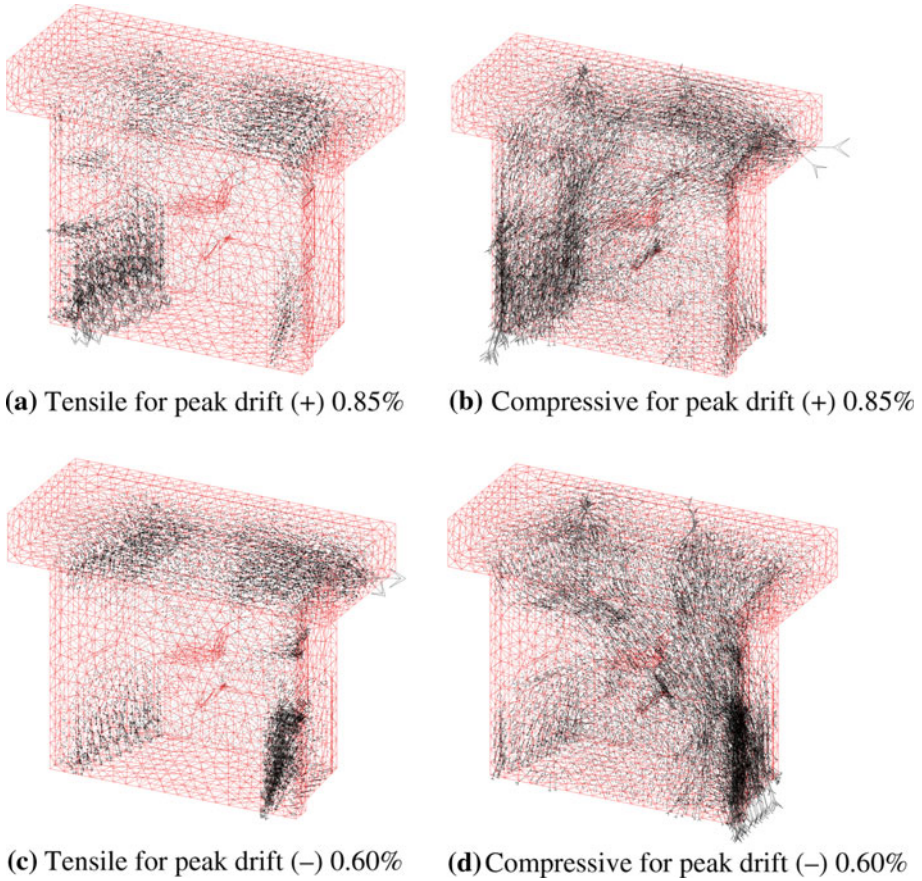 (a) Tensile for peak drift (+) 0.85%
(b) Compressive for peak drift (+) 0.85%
(c) Tensile for peak drift (–) 0.60%
(d) Compressive for peak drift (–) 0.60%